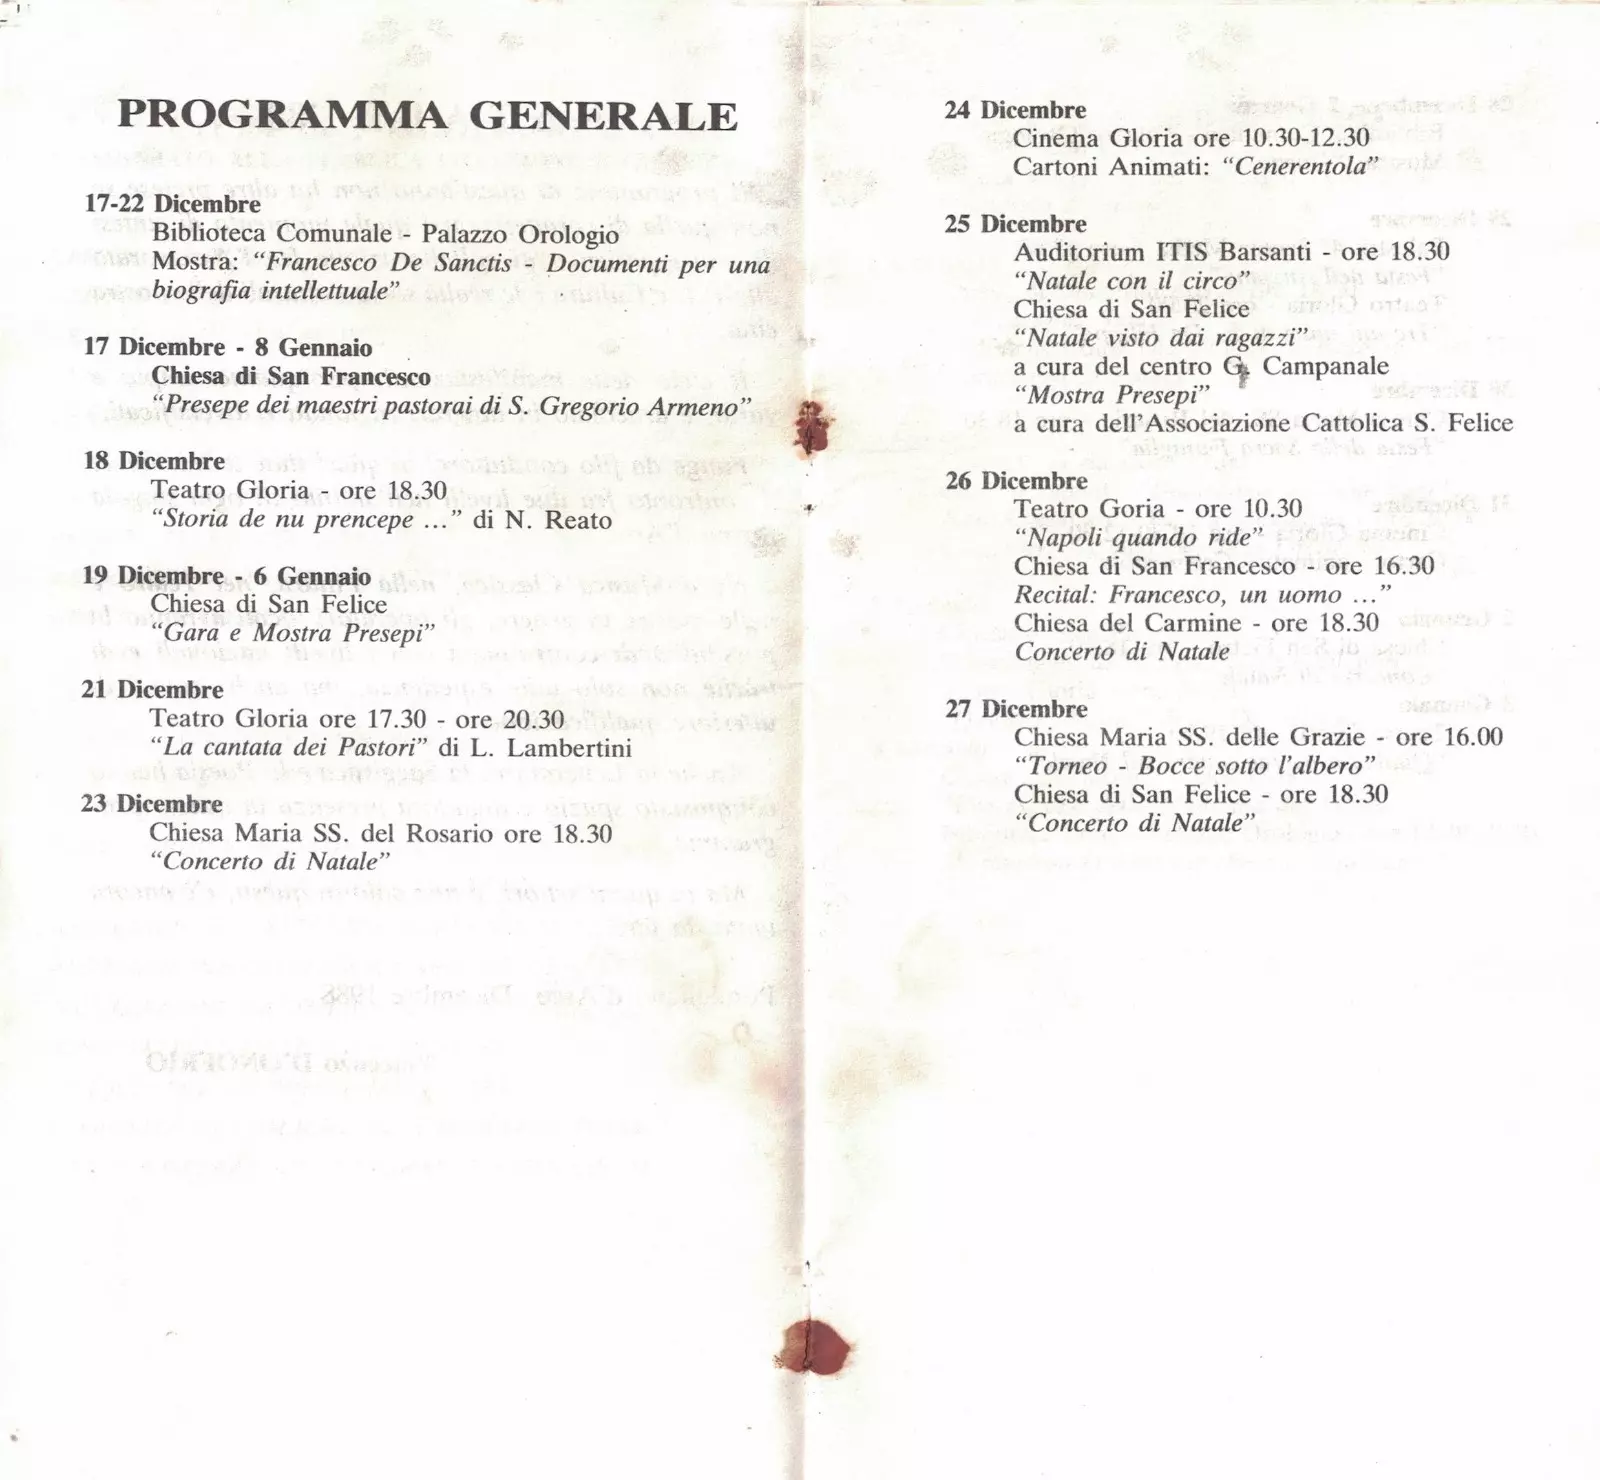 PROGRAMMA GENERALE
17-22 Dicembre
Biblioteca Comunale - Palazzo Orologio
Mostra: “Francesco De Sanctis - Documenti per una
biografia intellettuale”
17 Dicembre - 8 Gennaio
Chiesa di San Francesco
“Presepe dei maestri pastorai di S. Gregorio Armeno”
18 Dicembre
Teatro Gloria - ore 18.30
“Storia de nu prencepe ...” di N. Reato
19 Dicembre - 6 Gennaio
Chiesa di San Felice
“Gara e Mostra Presepi”
21 Dicembre
Teatro Gloria ore 17.30 - ore 20.30
“La cantata dei Pastori” di L. Lambertini
23 Dicembre
Chiesa Maria SS. del Rosario ore 18.30
“Concerto di Natale”
24 Dicembre
Cinema Gloria ore 10.30-12.30
Cartoni Animati: “Cenerentola”
25 Dicembre
Auditorium ITIS Barsanti - ore 18.30
“Natale con il circo”
Chiesa di San Felice
“Natale visto dai ragazzi”
a cura del centro G. Campanale
“Mostra Presepi”
a cura dell’Associazione Cattolica S. Felice
26 Dicembre
Teatro Goria - ore 10.30
“Napoli quando ride”
Chiesa di San Francesco - ore 16.30
Recital: Francesco, un uomo ...”
Chiesa del Carmine - ore 18.30
Concerto di Natale
27 Dicembre
Chiesa Maria SS. delle Grazie - ore 16.00
“Torneo - Bocce sotto l’albero”
Chiesa di San Felice - ore 18.30
“Concerto di Natale”